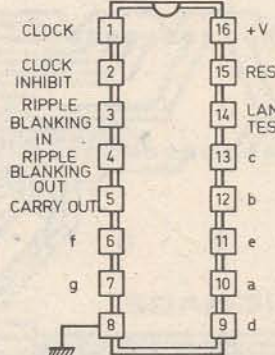 CLOCK 1 16 +V
CLOCK
INHIBIT 2 15 RES
RIPPLE
BLANKING
IN 3 14
TES
RIPPLE
BLANKING
OUT 4 13 c
CARRY OUT 5 12 b
f 6 11 e
g 7 10 a
8 9 d